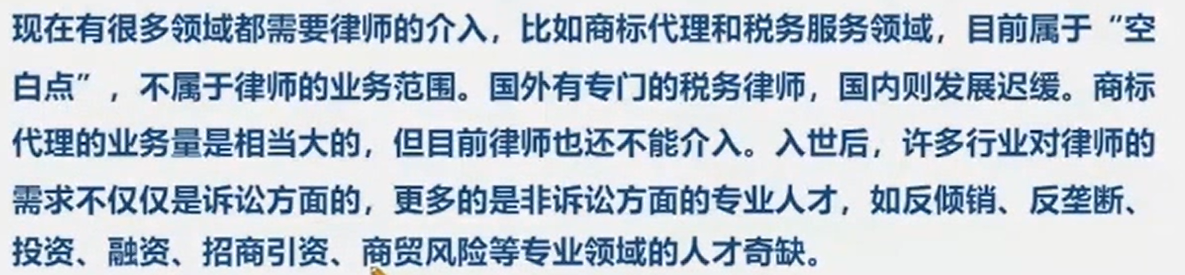 现在有很多领域都需要律师的介入，比如商标代理和税务服务领域，目前属于“空
白点”，不属于律师的业务范围。国外有专门的税务律师，国内则发展迟缓。商标
代理的业务量是相当大的，但目前律师也还不能介入。入世后，许多行业对律师的
需求不仅仅是诉讼方面的，更多的是非诉讼方面的专业人才，如反倾销、反垄断、
投资、融资、招商引资、商贸风险等专业领域的人才奇缺。